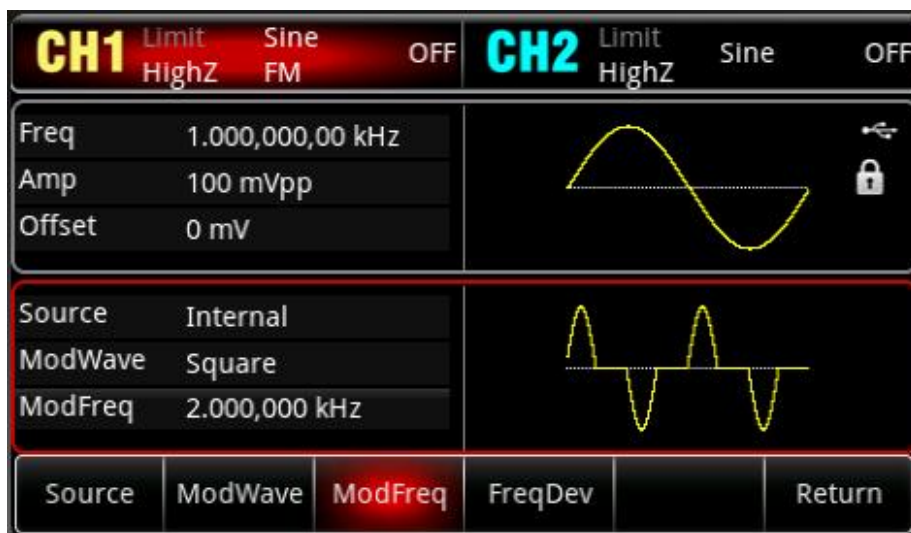 CH1 Limit Sine OFF CH2 Limit Sine OFF
HighZ FM HighZ
Freq 1.000,000,00 kHz
Amp 100 mVpp
Offset 0 mV
Source Internal
ModWave Square
ModFreq 2.000,000 kHz
Source ModWave ModFreq FreqDev Return